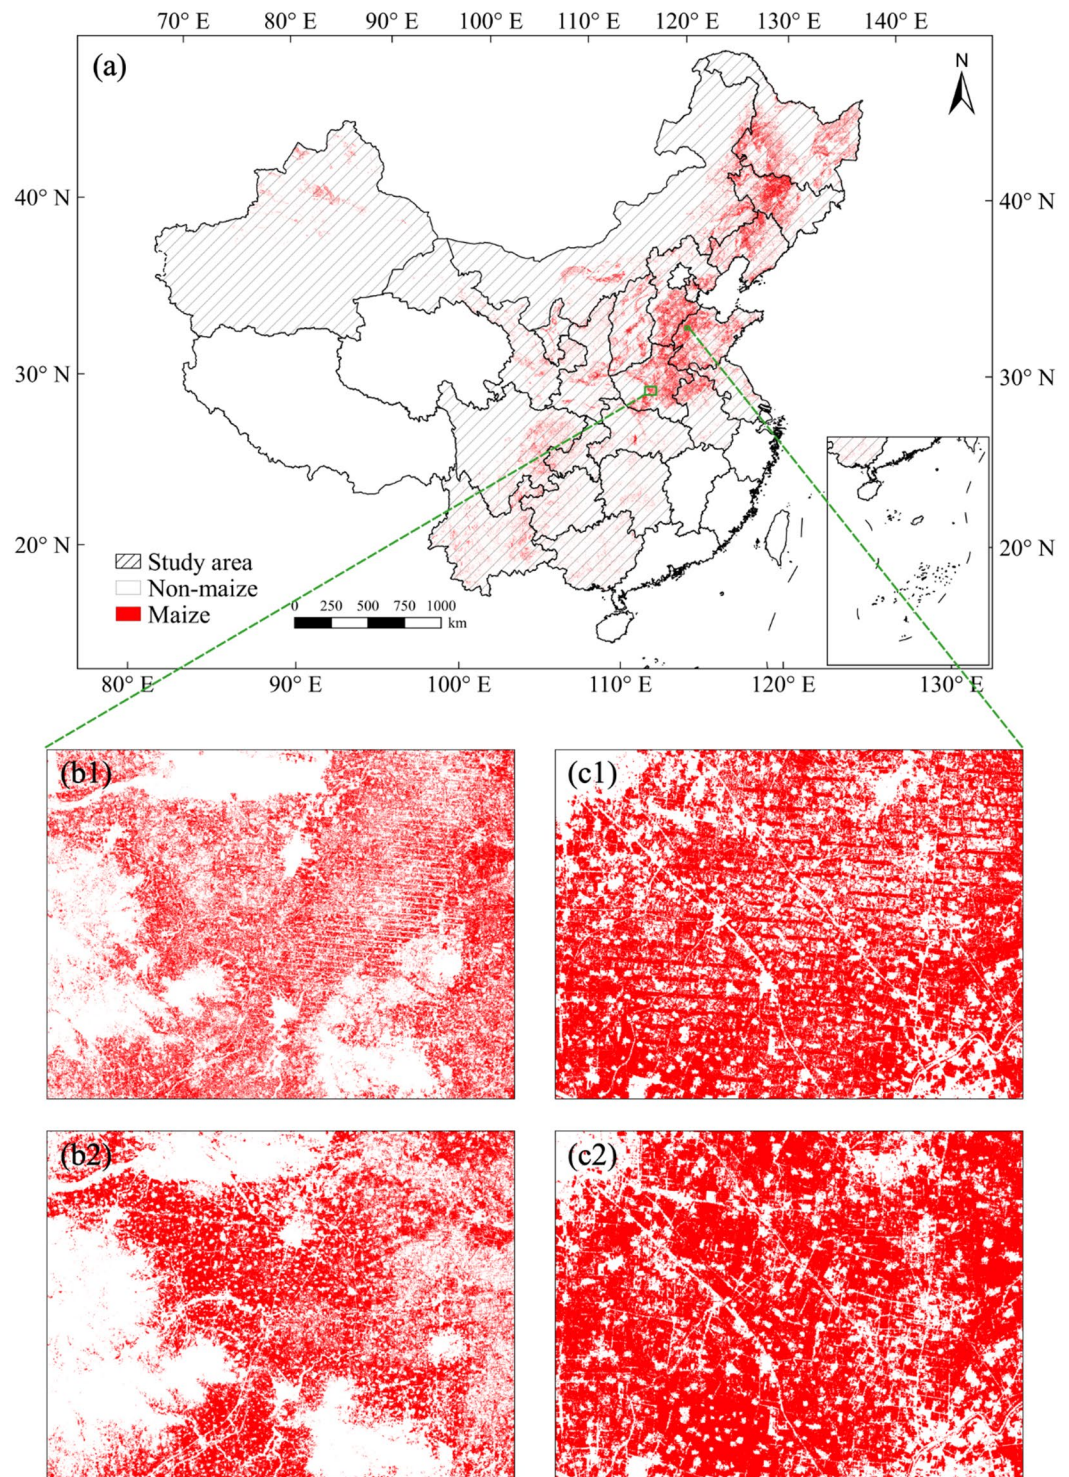 70° E 80° E 90° E 100° E 110° E 120° E 130° E 140° E
(a)
N
40° N
40° N
30° N
30° N
20° N
20° N
Study area
Non-maize
Maize
0 250 500 750 1000
km
80° E 90° E 100° E 110° E 120° E 130° E
(b1)
(c1)
(b2)
(c2)